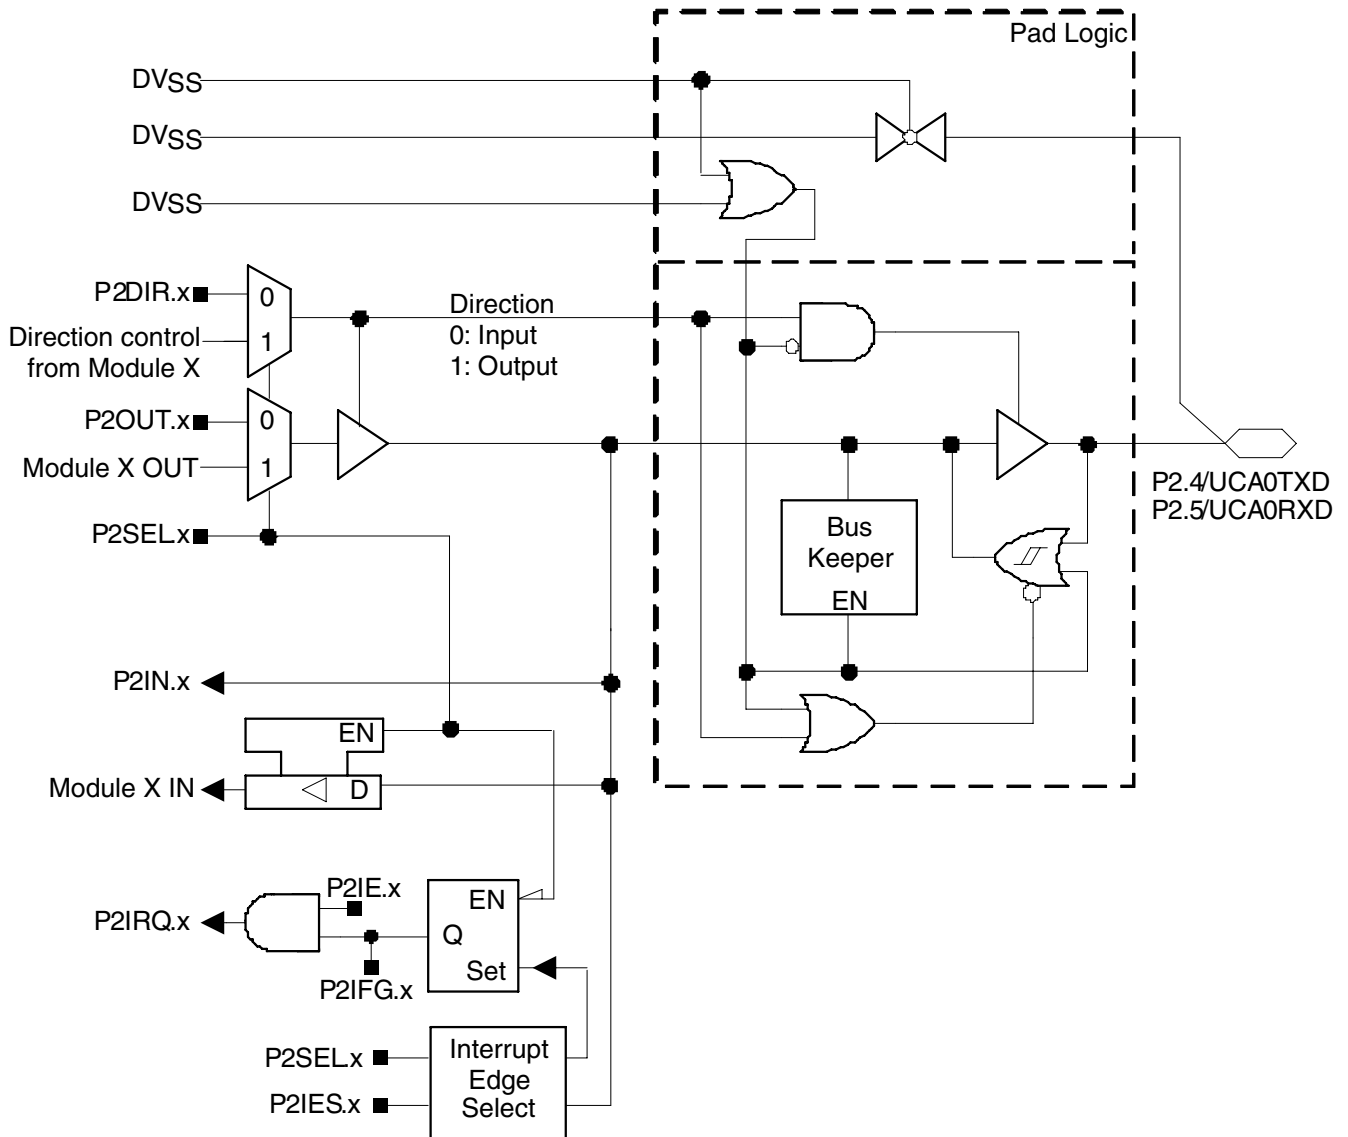 Pad Logic
DVSS
DVSS
DVSS
P2DIR.x
0
Direction control
from Module X
1
Direction
0: Input
1: Output
P2OUT.x
0
Module X OUT
1
P2SEL.x
P2.4/UCA0TXD
P2.5/UCA0RXD
Bus
Keeper
EN
P2IN.x
EN
Module X IN
D
P2IE.x
P2IRQ.x
EN
Q
Set
P2IFG.x
P2SEL.x
P2IES.x
Interrupt
Edge
Select